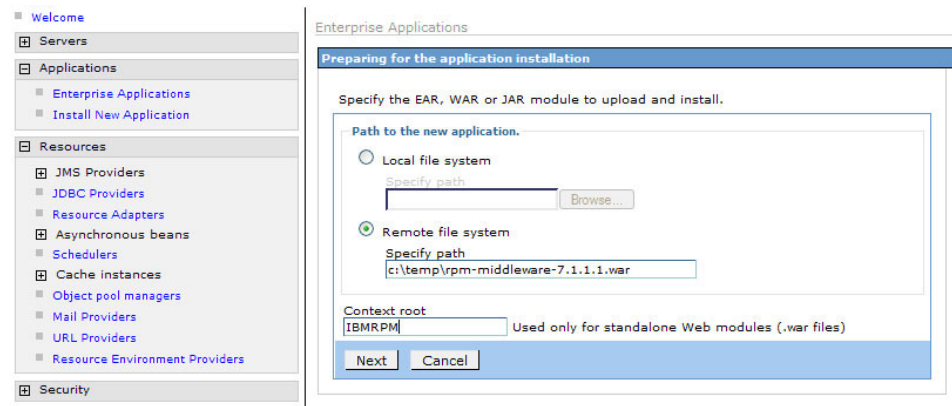 Welcome
Servers
Applications
Enterprise Applications
Install New Application
Resources
JMS Providers
JDBC Providers
Resource Adapters
Asynchronous beans
Schedulers
Cache instances
Object pool managers
Mail Providers
URL Providers
Resource Environment Providers
Security
Enterprise Applications
Preparing for the application installation
Specify the EAR, WAR or JAR module to upload and install.
Path to the new application.
Local file system
Specify path
Browse...
Remote file system
Specify path
c:\temp\rpm-middleware-7.1.1.1.war
Context root
IBMRPM Used only for standalone Web modules (.war files)
Next Cancel